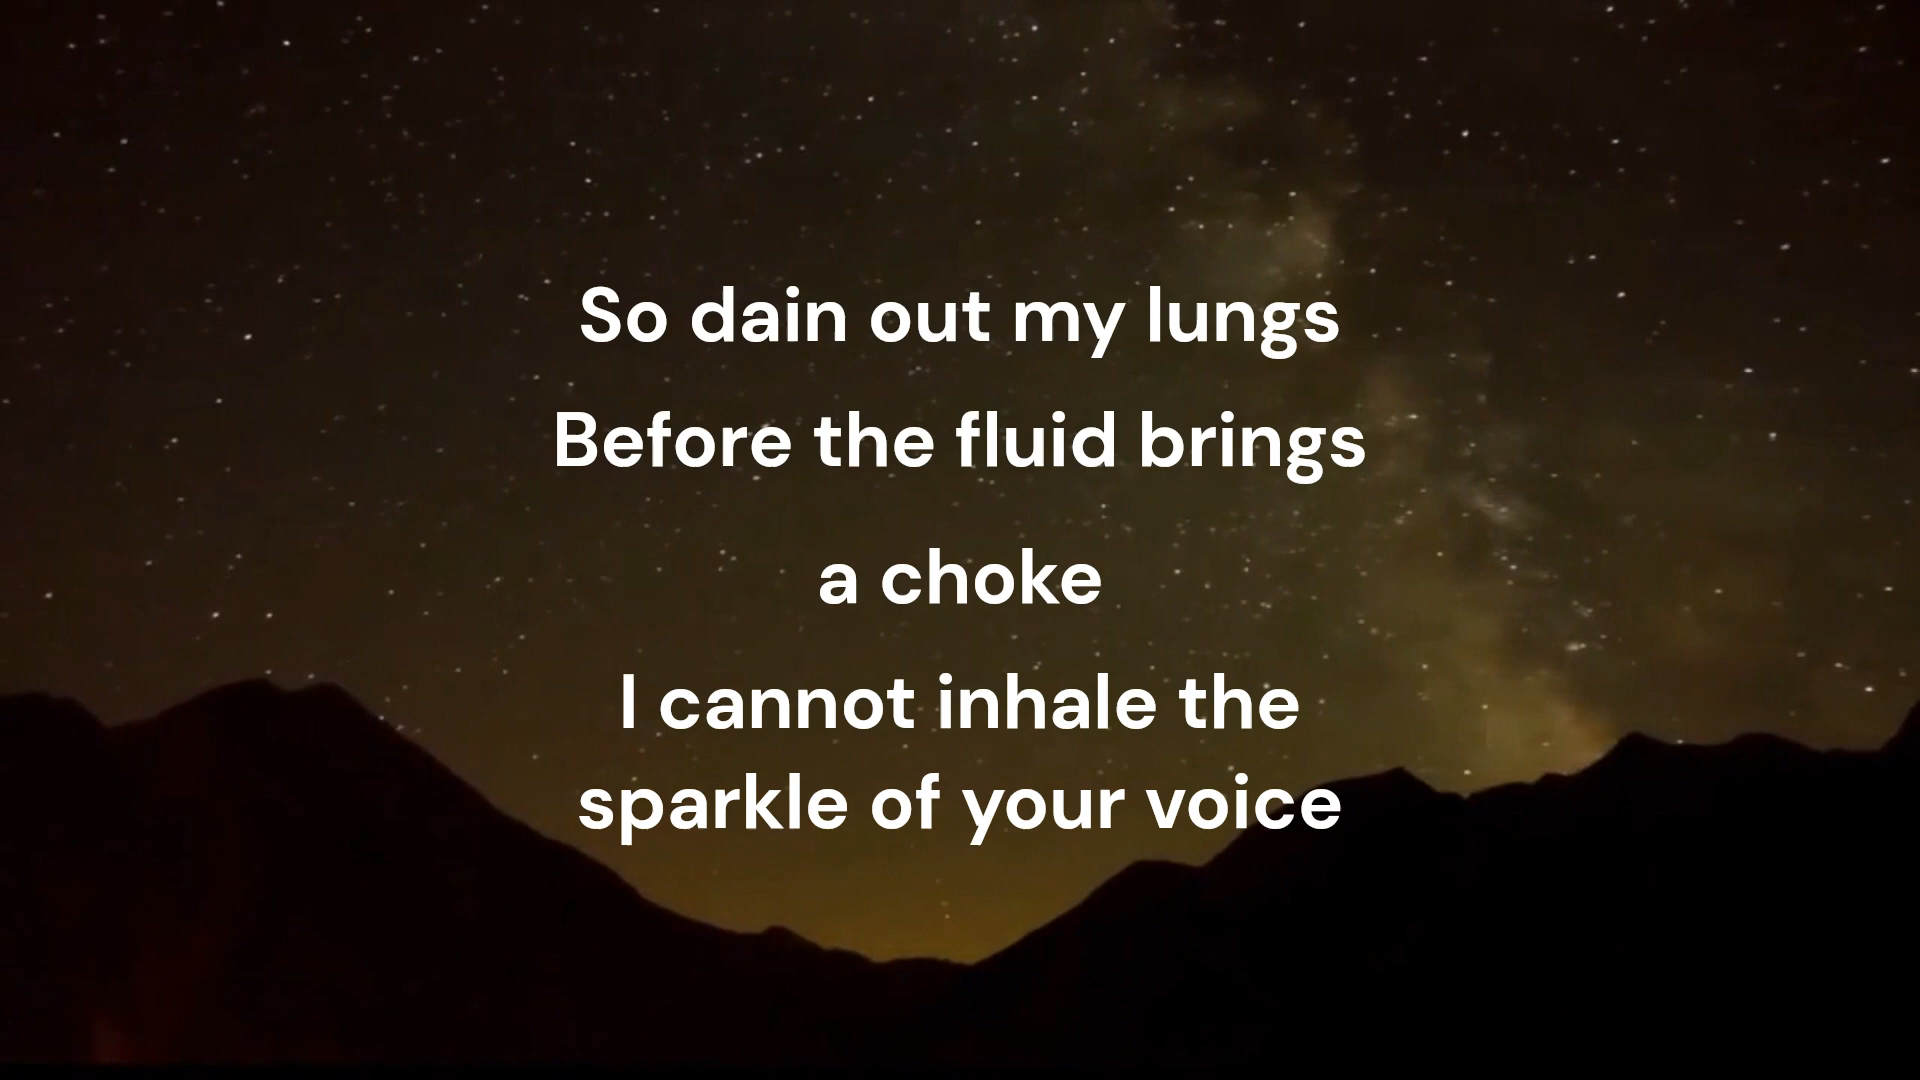 So dain out my lungs
Before the fluid brings
a choke
I cannot inhale the
sparkle of your voice